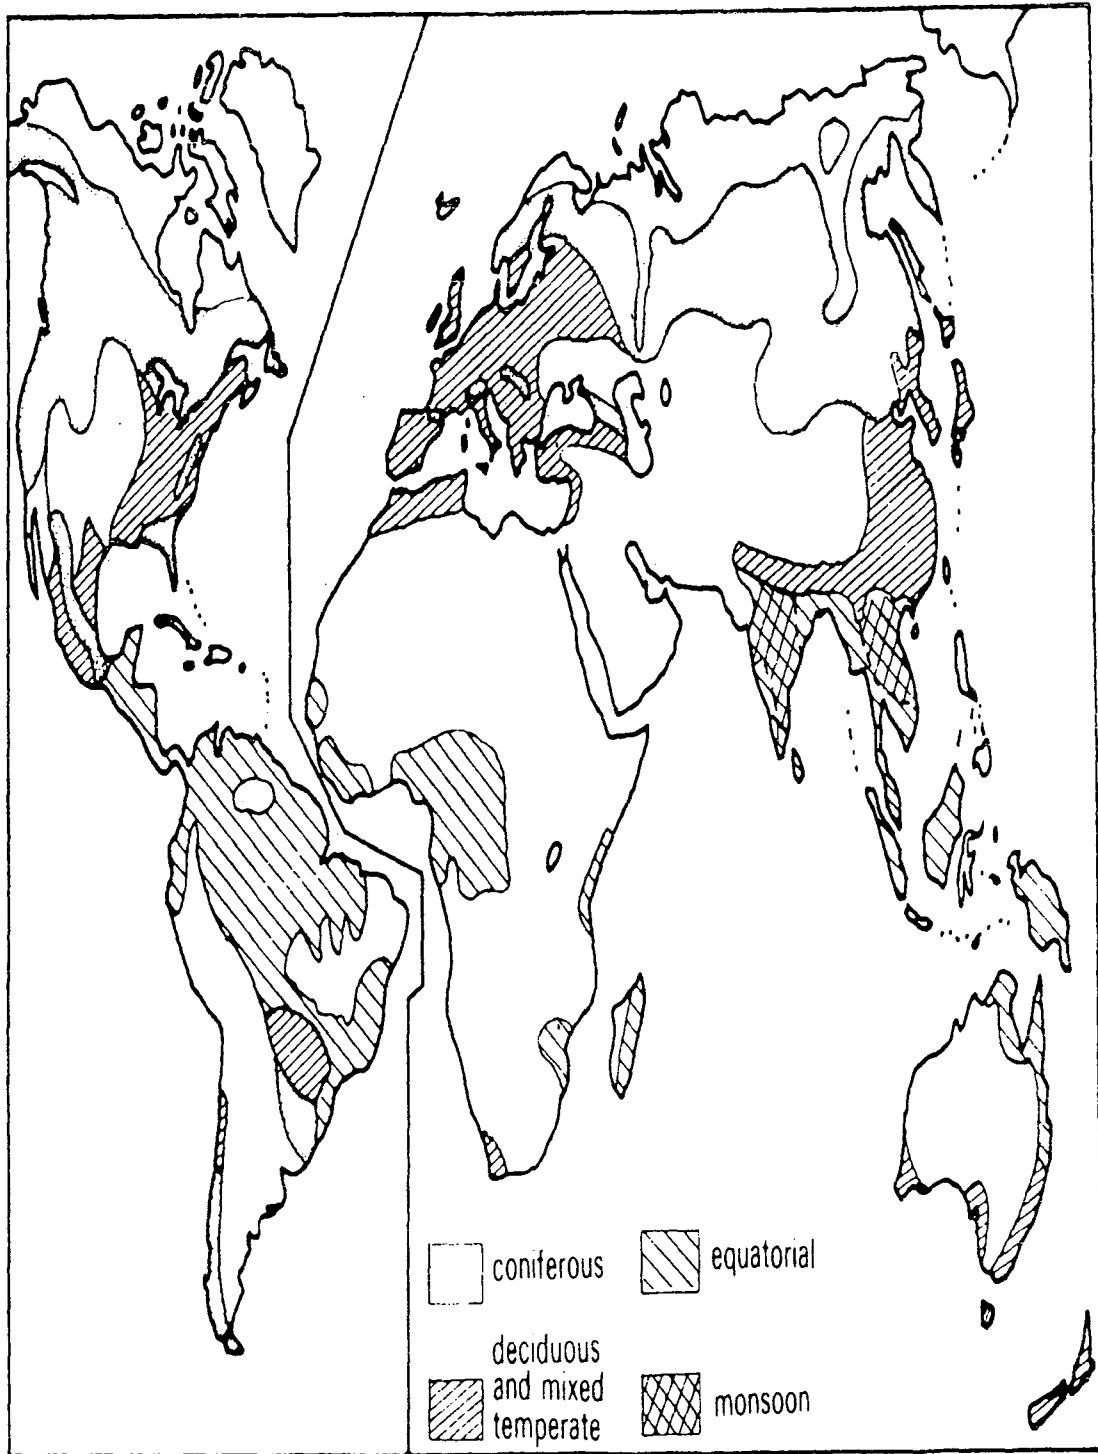 coniferous
equatorial
deciduous
and mixed
temperate
monsoon